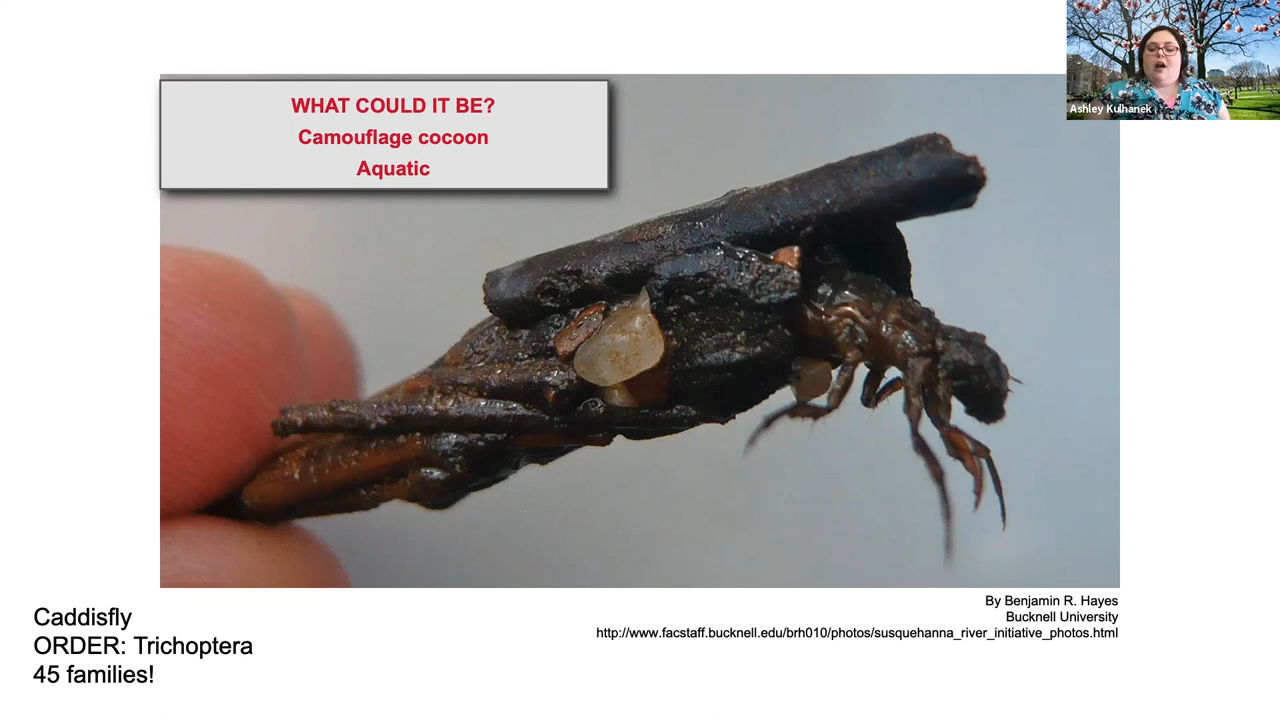 WHAT COULD IT BE?
Camouflage cocoon
Aquatic
Ashley Kulhanek
By Benjamin R. Hayes
Bucknell University
http://www.facstaff.bucknell.edu/brh010/photos/susquehanna_river_initiative_photos.html
Caddisfly
ORDER: Trichoptera
45 families!